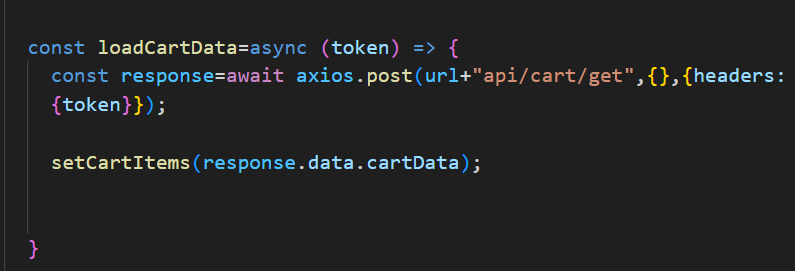 const loadCartData=async (token) => {
const response=await axios.post(url+"api/cart/get",{},{headers:
{token}});
setCartItems(response.data.cartData);
}